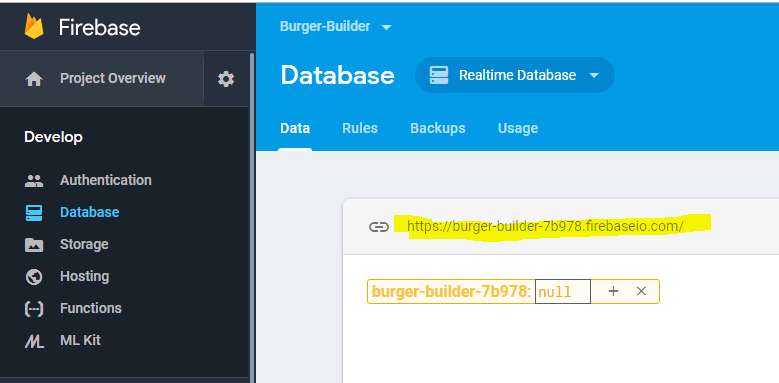 Firebase
Project Overview
Develop
Authentication
Database
Storage
Hosting
Functions
ML Kit
Burger-Builder
Database Realtime Database
Data Rules Backups Usage
https://burger-builder-7b978.firebaseio.com/
burger-builder-7b978: null + ×